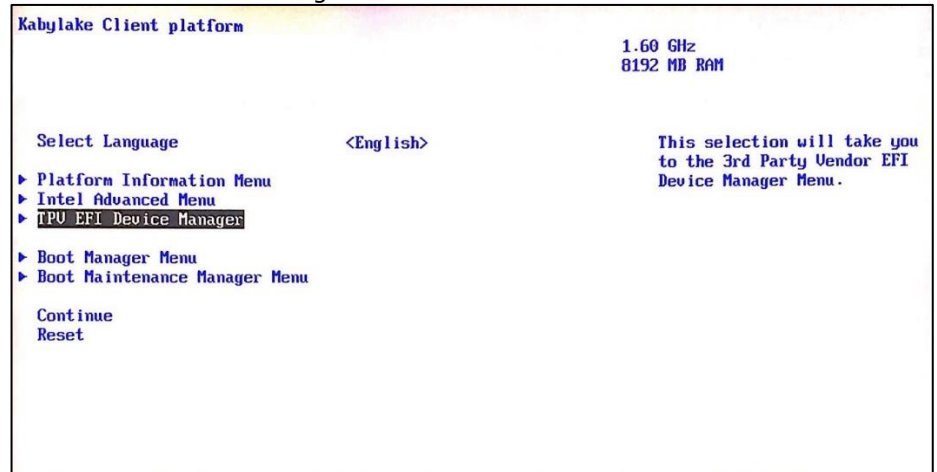 Kabylake Client platform
1.60 GHz
8192 MB RAM
Select Language <English>
This selection will take you
to the 3rd Party Vendor EFI
Device Manager Menu.
▶ Platform Information Menu
▶ Intel Advanced Menu
▶ TPV EFI Device Manager
▶ Boot Manager Menu
▶ Boot Maintenance Manager Menu
Continue
Reset